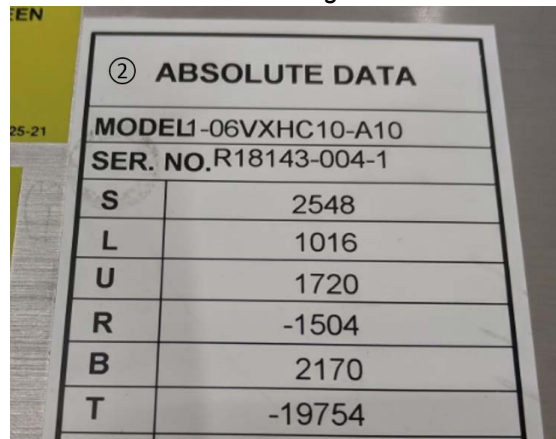 EEN
25-21
② ABSOLUTE DATA
MODEL1-06VXHC10-A10
SER. NO.R18143-004-1
S 2548
L 1016
U 1720
R -1504
B 2170
T -19754